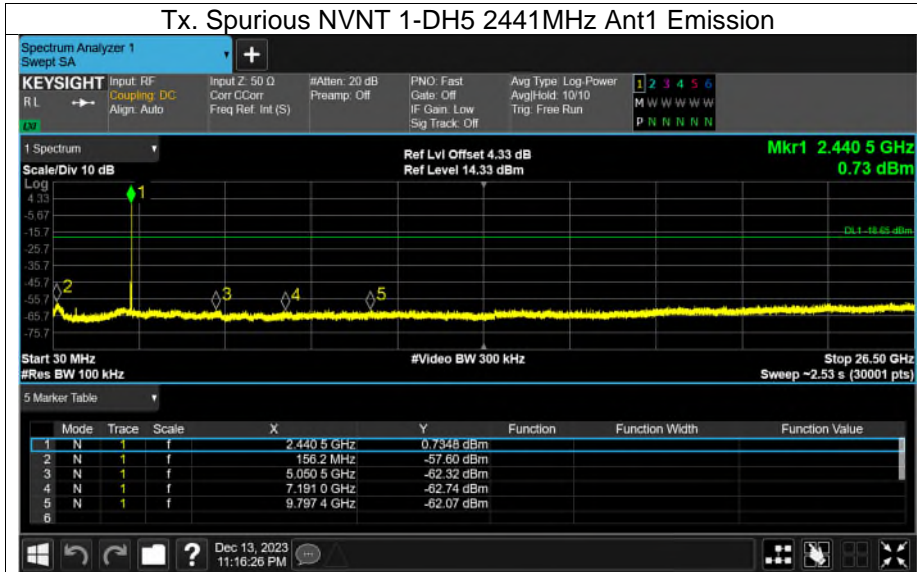 Tx. Spurious NVNT 1-DH5 2441MHz Ant1 Emission
Spectrum Analyzer 1
Swept SA
+
KEYSIGHT Input: RF Input Z: 50 Ω #Atten: 20 dB PNO: Fast Avg Type: Log-Power 1 2 3 4 5 6
RL Coupling: DC Corr CCorr Preamp: Off Gate: Off Avg|Hold: 10/10 M W W W W W
Align: Auto Freq Ref: Int (S) IF Gain: Low Trig: Free Run
LXI Sig Track: Off P N N N N N
1 Spectrum Ref Lvl Offset 4.33 dB Mkr1 2.440 5 GHz
Scale/Div 10 dB Ref Level 14.33 dBm 0.73 dBm
Log
4.33 1
-5.67
-15.7 DL1 -18.65 dBm
-25.7
-35.7
-45.7 2 3 4 5
-55.7
-65.7
-75.7
Start 30 MHz #Video BW 300 kHz Stop 26.50 GHz
#Res BW 100 kHz Sweep ~2.53 s (30001 pts)
5 Marker Table
Mode Trace Scale X Y Function Function Width Function Value
1 N 1 f 2.440 5 GHz 0.7348 dBm
2 N 1 f 156.2 MHz -57.60 dBm
3 N 1 f 5.050 5 GHz -62.32 dBm
4 N 1 f 7.191 0 GHz -62.74 dBm
5 N 1 f 9.797 4 GHz -62.07 dBm
6
? Dec 13, 2023
11:16:26 PM